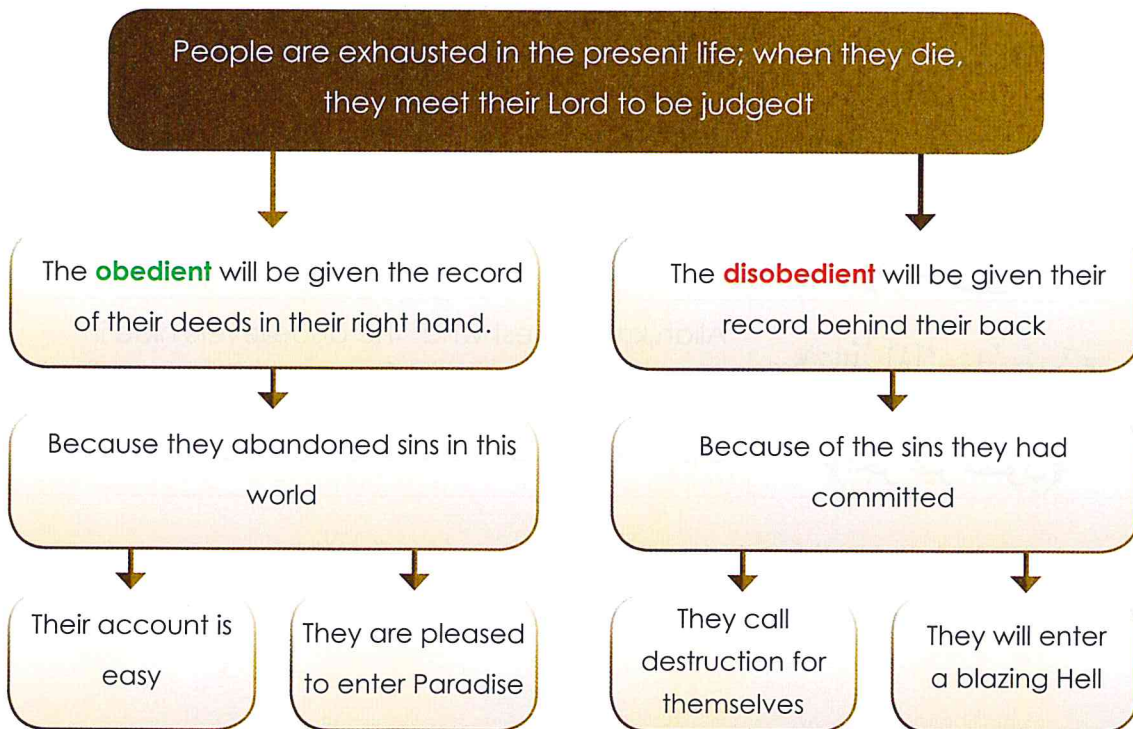 People are exhausted in the present life; when they die,
they meet their Lord to be judgedt
The obedient will be given the record
of their deeds in their right hand.
The disobedient will be given their
record behind their back
Because they abandoned sins in this
world
Because of the sins they had
committed
Their account is
easy
They are pleased
to enter Paradise
They call
destruction for
themselves
They will enter
a blazing Hell